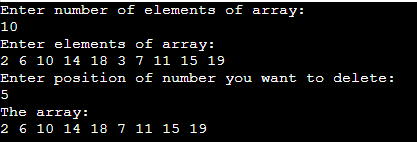 Enter number of elements of array:
10
Enter elements of array:
2 6 10 14 18 3 7 11 15 19
Enter position of number you want to delete:
5
The array:
2 6 10 14 18 7 11 15 19